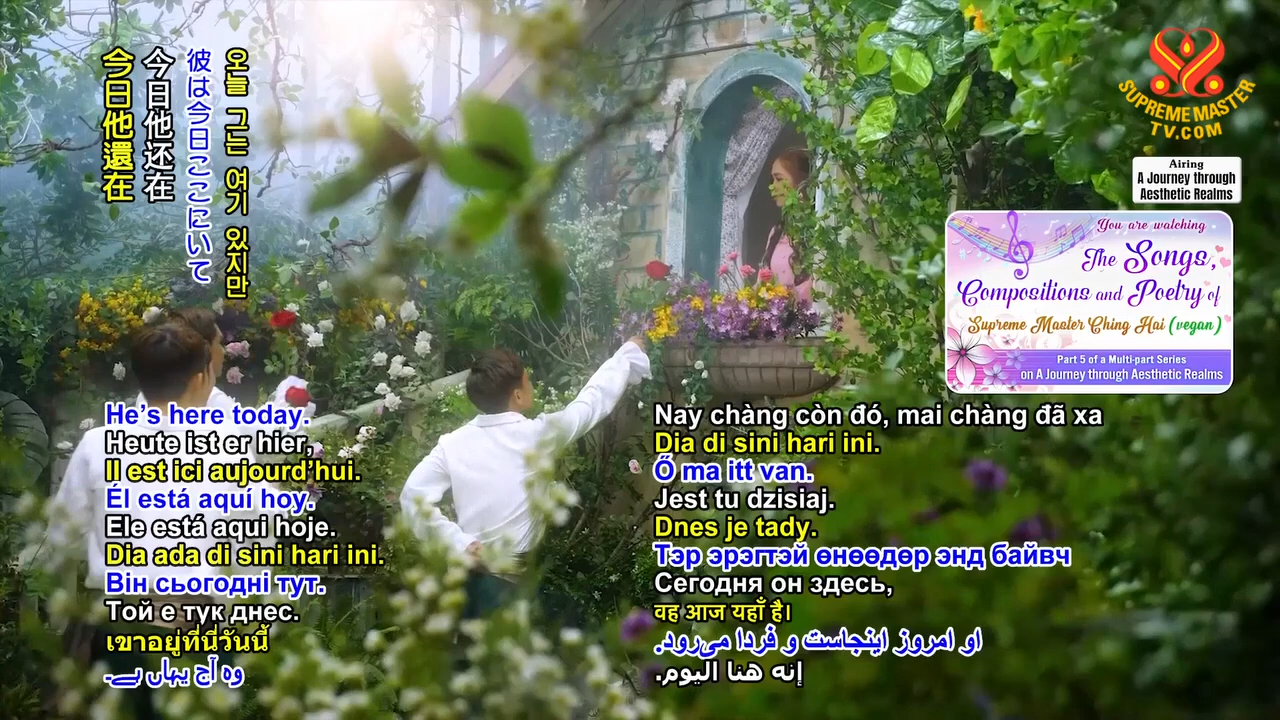 今日他還在
今日他还在
彼は今日ここにいて
오늘 그는 여기 있지만
SUPREME MASTER
TV.COM
Airing
A Journey through
Aesthetic Realms
You are watching
The Songs,
Compositions and Poetry of
Supreme Master Ching Hai (vegan)
Part 5 of a Multi-part Series
on A Journey through Aesthetic Realms
He’s here today.
Heute ist er hier,
Il est ici aujourd’hui.
Él está aquí hoy.
Ele está aqui hoje.
Dia ada di sini hari ini.
Він сьогодні тут.
Той е тук днес.
เขาอยู่ที่นี่วันนี้
وہ آج یہاں ہے۔
Nay chàng còn đó, mai chàng đã xa
Dia di sini hari ini.
Ő ma itt van.
Jest tu dzisiaj.
Dnes je tady.
Тэр эрэгтэй өнөөдөр энд байвч
Сегодня он здесь,
वह आज यहाँ है।
او امروز اینجاست و فردا می‌رود.
إنه هنا اليوم.